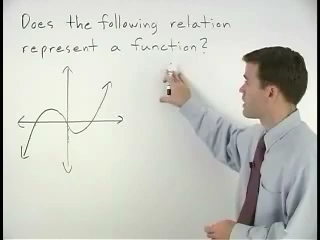 Does the following relation
represent a function?